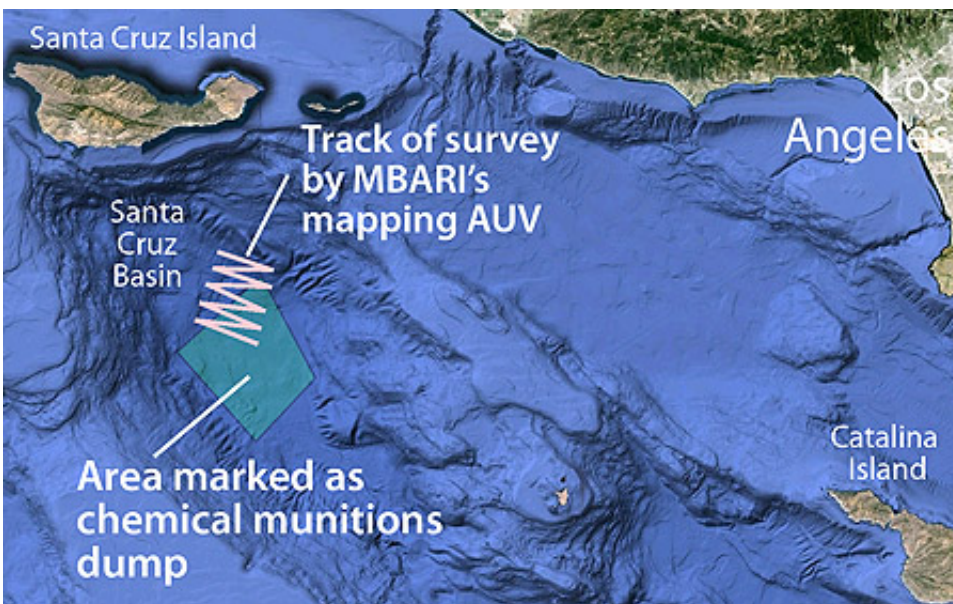 Santa Cruz Island
Los
Angeles
Track of survey
by MBARI's
mapping AUV
Santa
Cruz
Basin
Catalina
Island
Area marked as
chemical munitions
dump